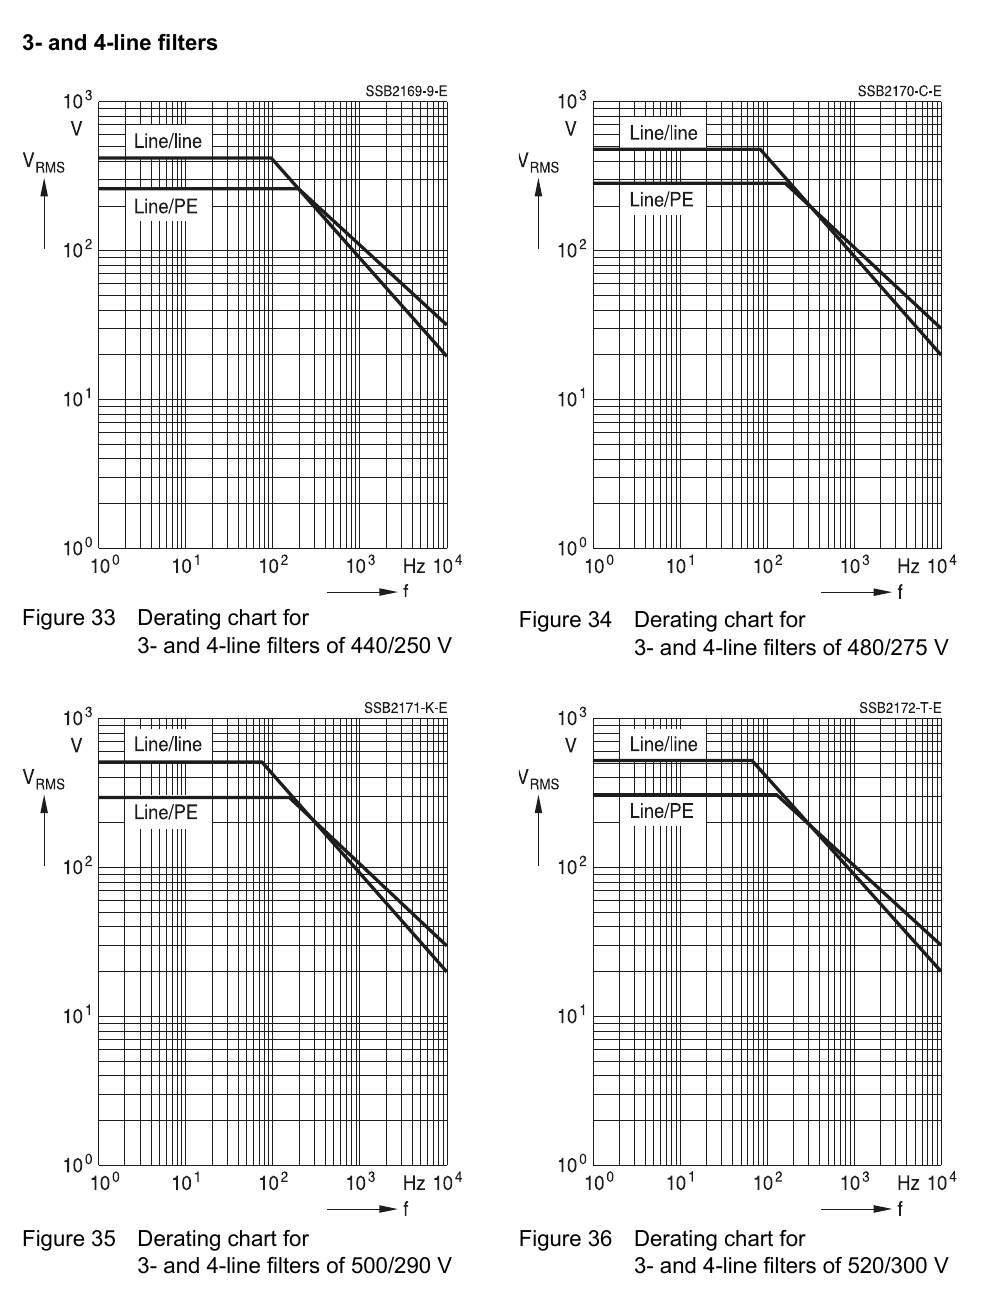 3- and 4-line filters
SSB2169-9-E
10³
V
V_RMS
Line/line
Line/PE
10²
10¹
10⁰
10⁰ 10¹ 10² 10³ Hz 10⁴
f
Figure 33 Derating chart for
3- and 4-line filters of 440/250 V
SSB2170-C-E
10³
V
V_RMS
Line/line
Line/PE
10²
10¹
10⁰
10⁰ 10¹ 10² 10³ Hz 10⁴
f
Figure 34 Derating chart for
3- and 4-line filters of 480/275 V
SSB2171-K-E
10³
V
V_RMS
Line/line
Line/PE
10²
10¹
10⁰
10⁰ 10¹ 10² 10³ Hz 10⁴
f
Figure 35 Derating chart for
3- and 4-line filters of 500/290 V
SSB2172-T-E
10³
V
V_RMS
Line/line
Line/PE
10²
10¹
10⁰
10⁰ 10¹ 10² 10³ Hz 10⁴
f
Figure 36 Derating chart for
3- and 4-line filters of 520/300 V